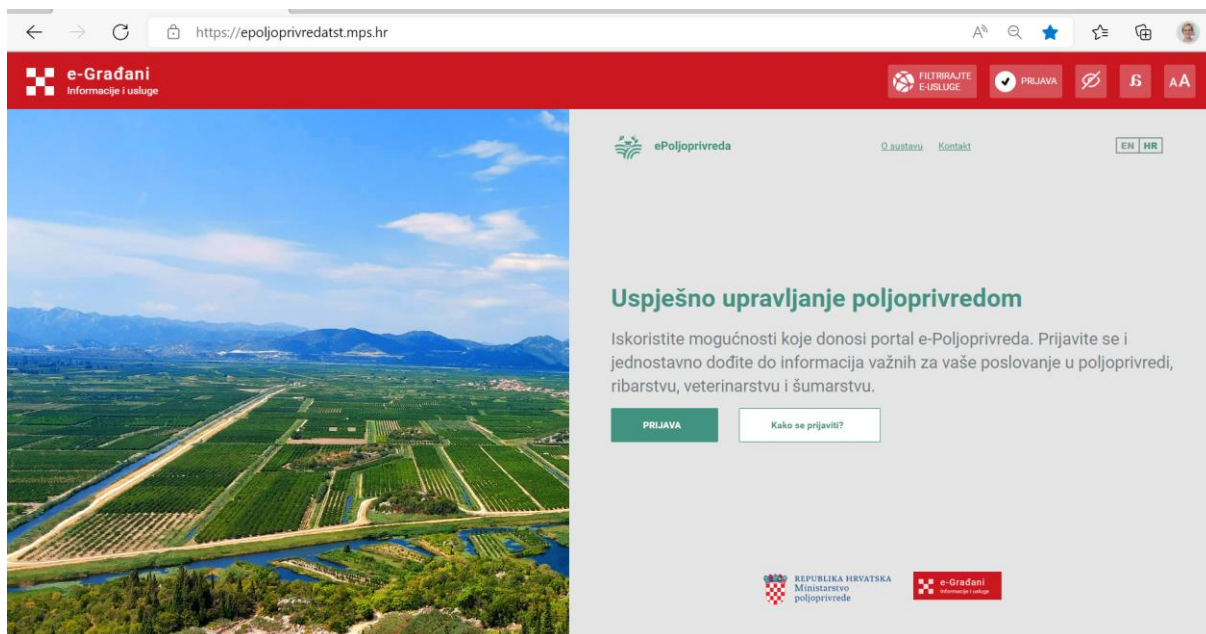 https://epoljoprivredatst.mps.hr
e-Građani
Informacije i usluge
FILTRIRAJTE
E-USLUGE
PRIJAVA
AA
ePoljoprivreda
O sustavu Kontakt
EN HR
Uspješno upravljanje poljoprivredom
Iskoristite mogućnosti koje donosi portal e-Poljoprivreda. Prijavite se i
jednostavno dođite do informacija važnih za vaše poslovanje u poljoprivredi,
ribarstvu, veterinarstvu i šumarstvu.
PRIJAVA
Kako se prijaviti?
REPUBLIKA HRVATSKA
Ministarstvo
poljoprivrede
e-Građani
Informacije i usluge